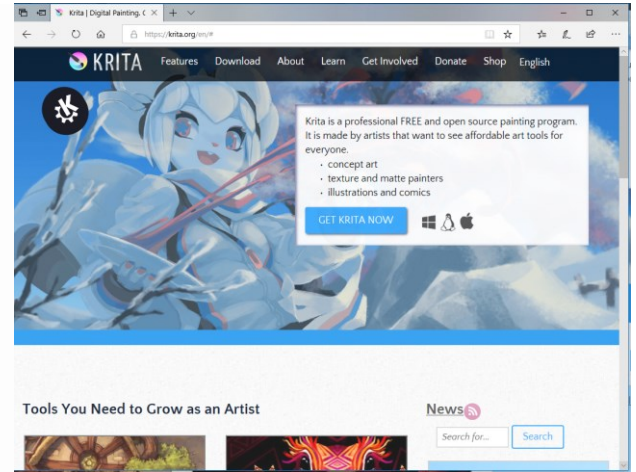 Krita | Digital Painting, C
https://krita.org/en/#
KRITA
Features Download About Learn Get Involved Donate Shop English
Krita is a professional FREE and open source painting program.
It is made by artists that want to see affordable art tools for
everyone.
• concept art
• texture and matte painters
• illustrations and comics
GET KRITA NOW
Tools You Need to Grow as an Artist
News
Search for... Search